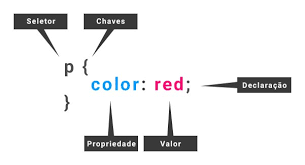 Seletor Chaves
p {
color: red;
Declaração
}
Propriedade Valor